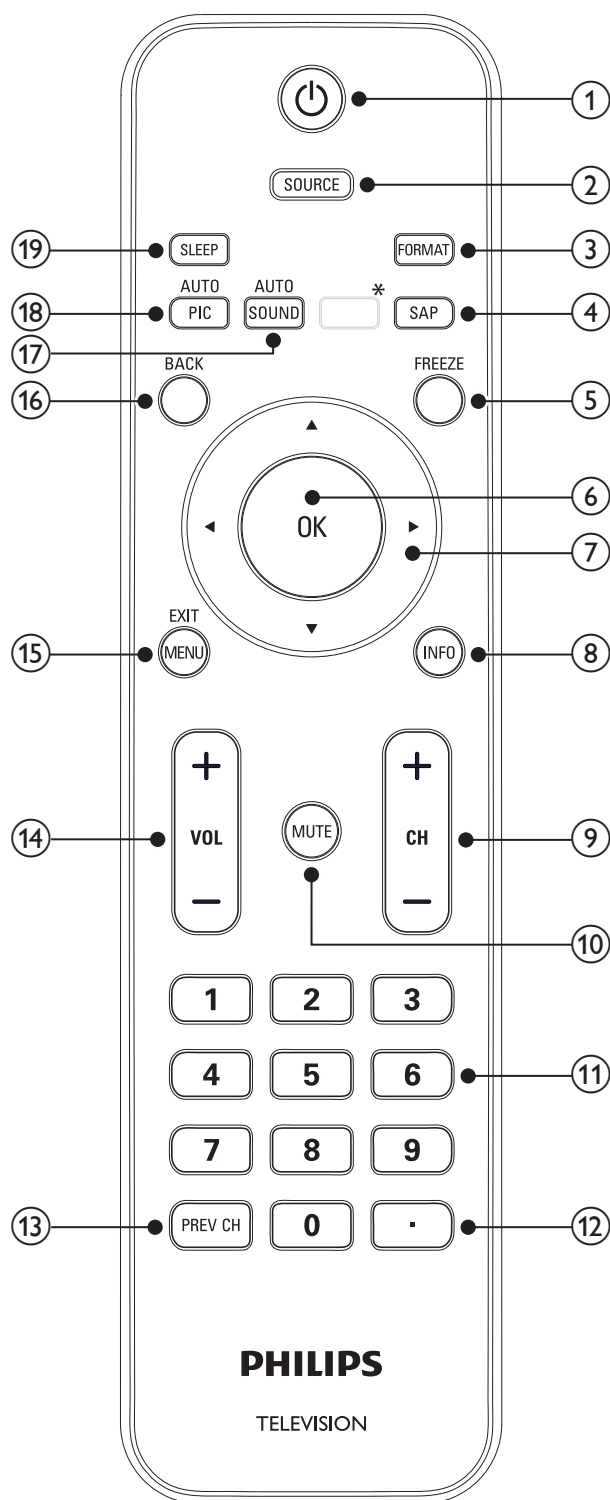 1
SOURCE
2
19
SLEEP
FORMAT
3
AUTO
AUTO
*
18
PIC
SOUND
SAP
4
17
BACK
FREEZE
16
5
6
OK
7
EXIT
15
MENU
INFO
8
+
+
14
VOL
MUTE
CH
9
−
−
10
1
2
3
4
5
6
11
7
8
9
13
PREV CH
0
.
12
PHILIPS
TELEVISION